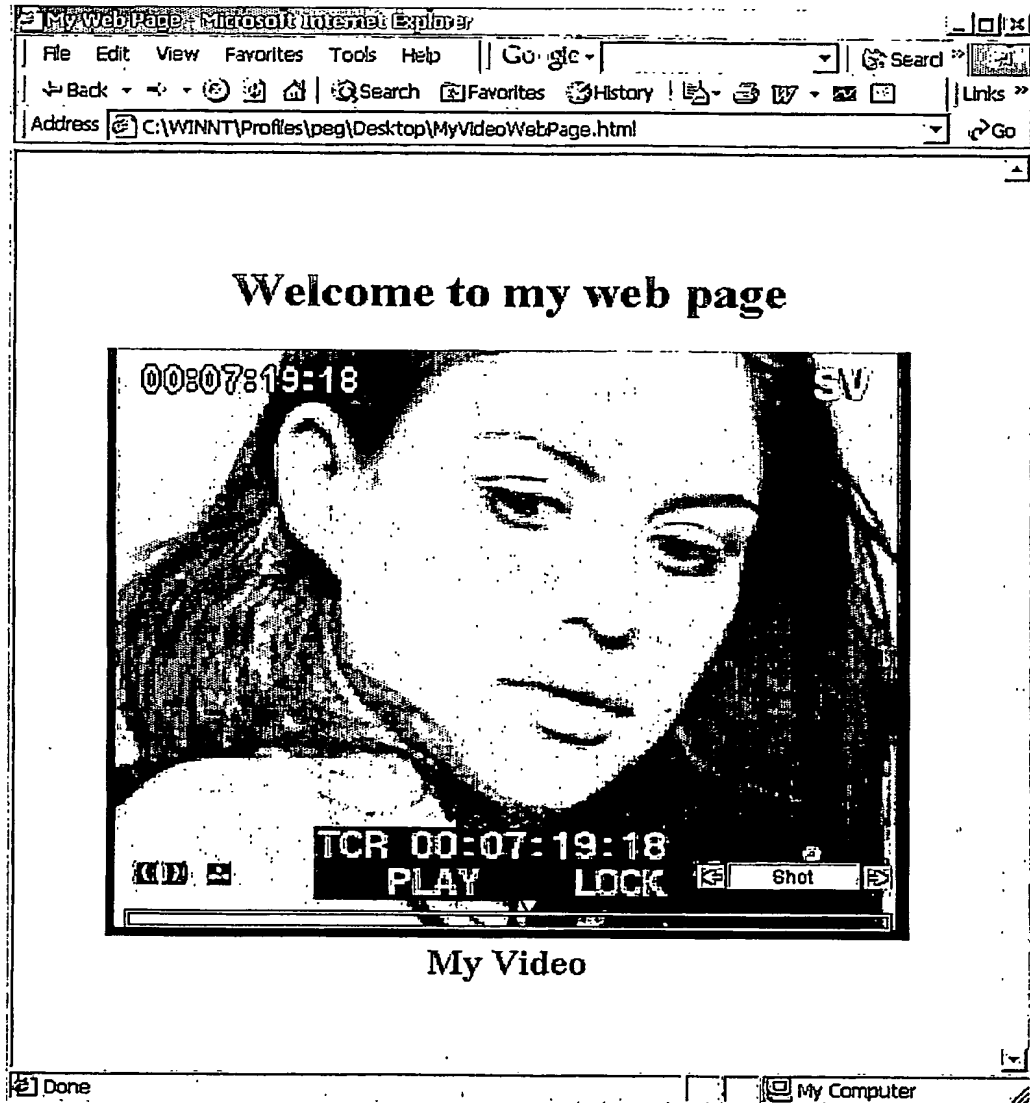 My Web Page - Microsoft Internet Explorer
File Edit View Favorites Tools Help Google Search »
Back Search Favorites History Links »
Address C:\WINNT\Profiles\peg\Desktop\MyVideoWebPage.html Go
Welcome to my web page
00:07:19:18 SV
TCR 00:07:19:18
PLAY LOCK
Shot
My Video
Done My Computer